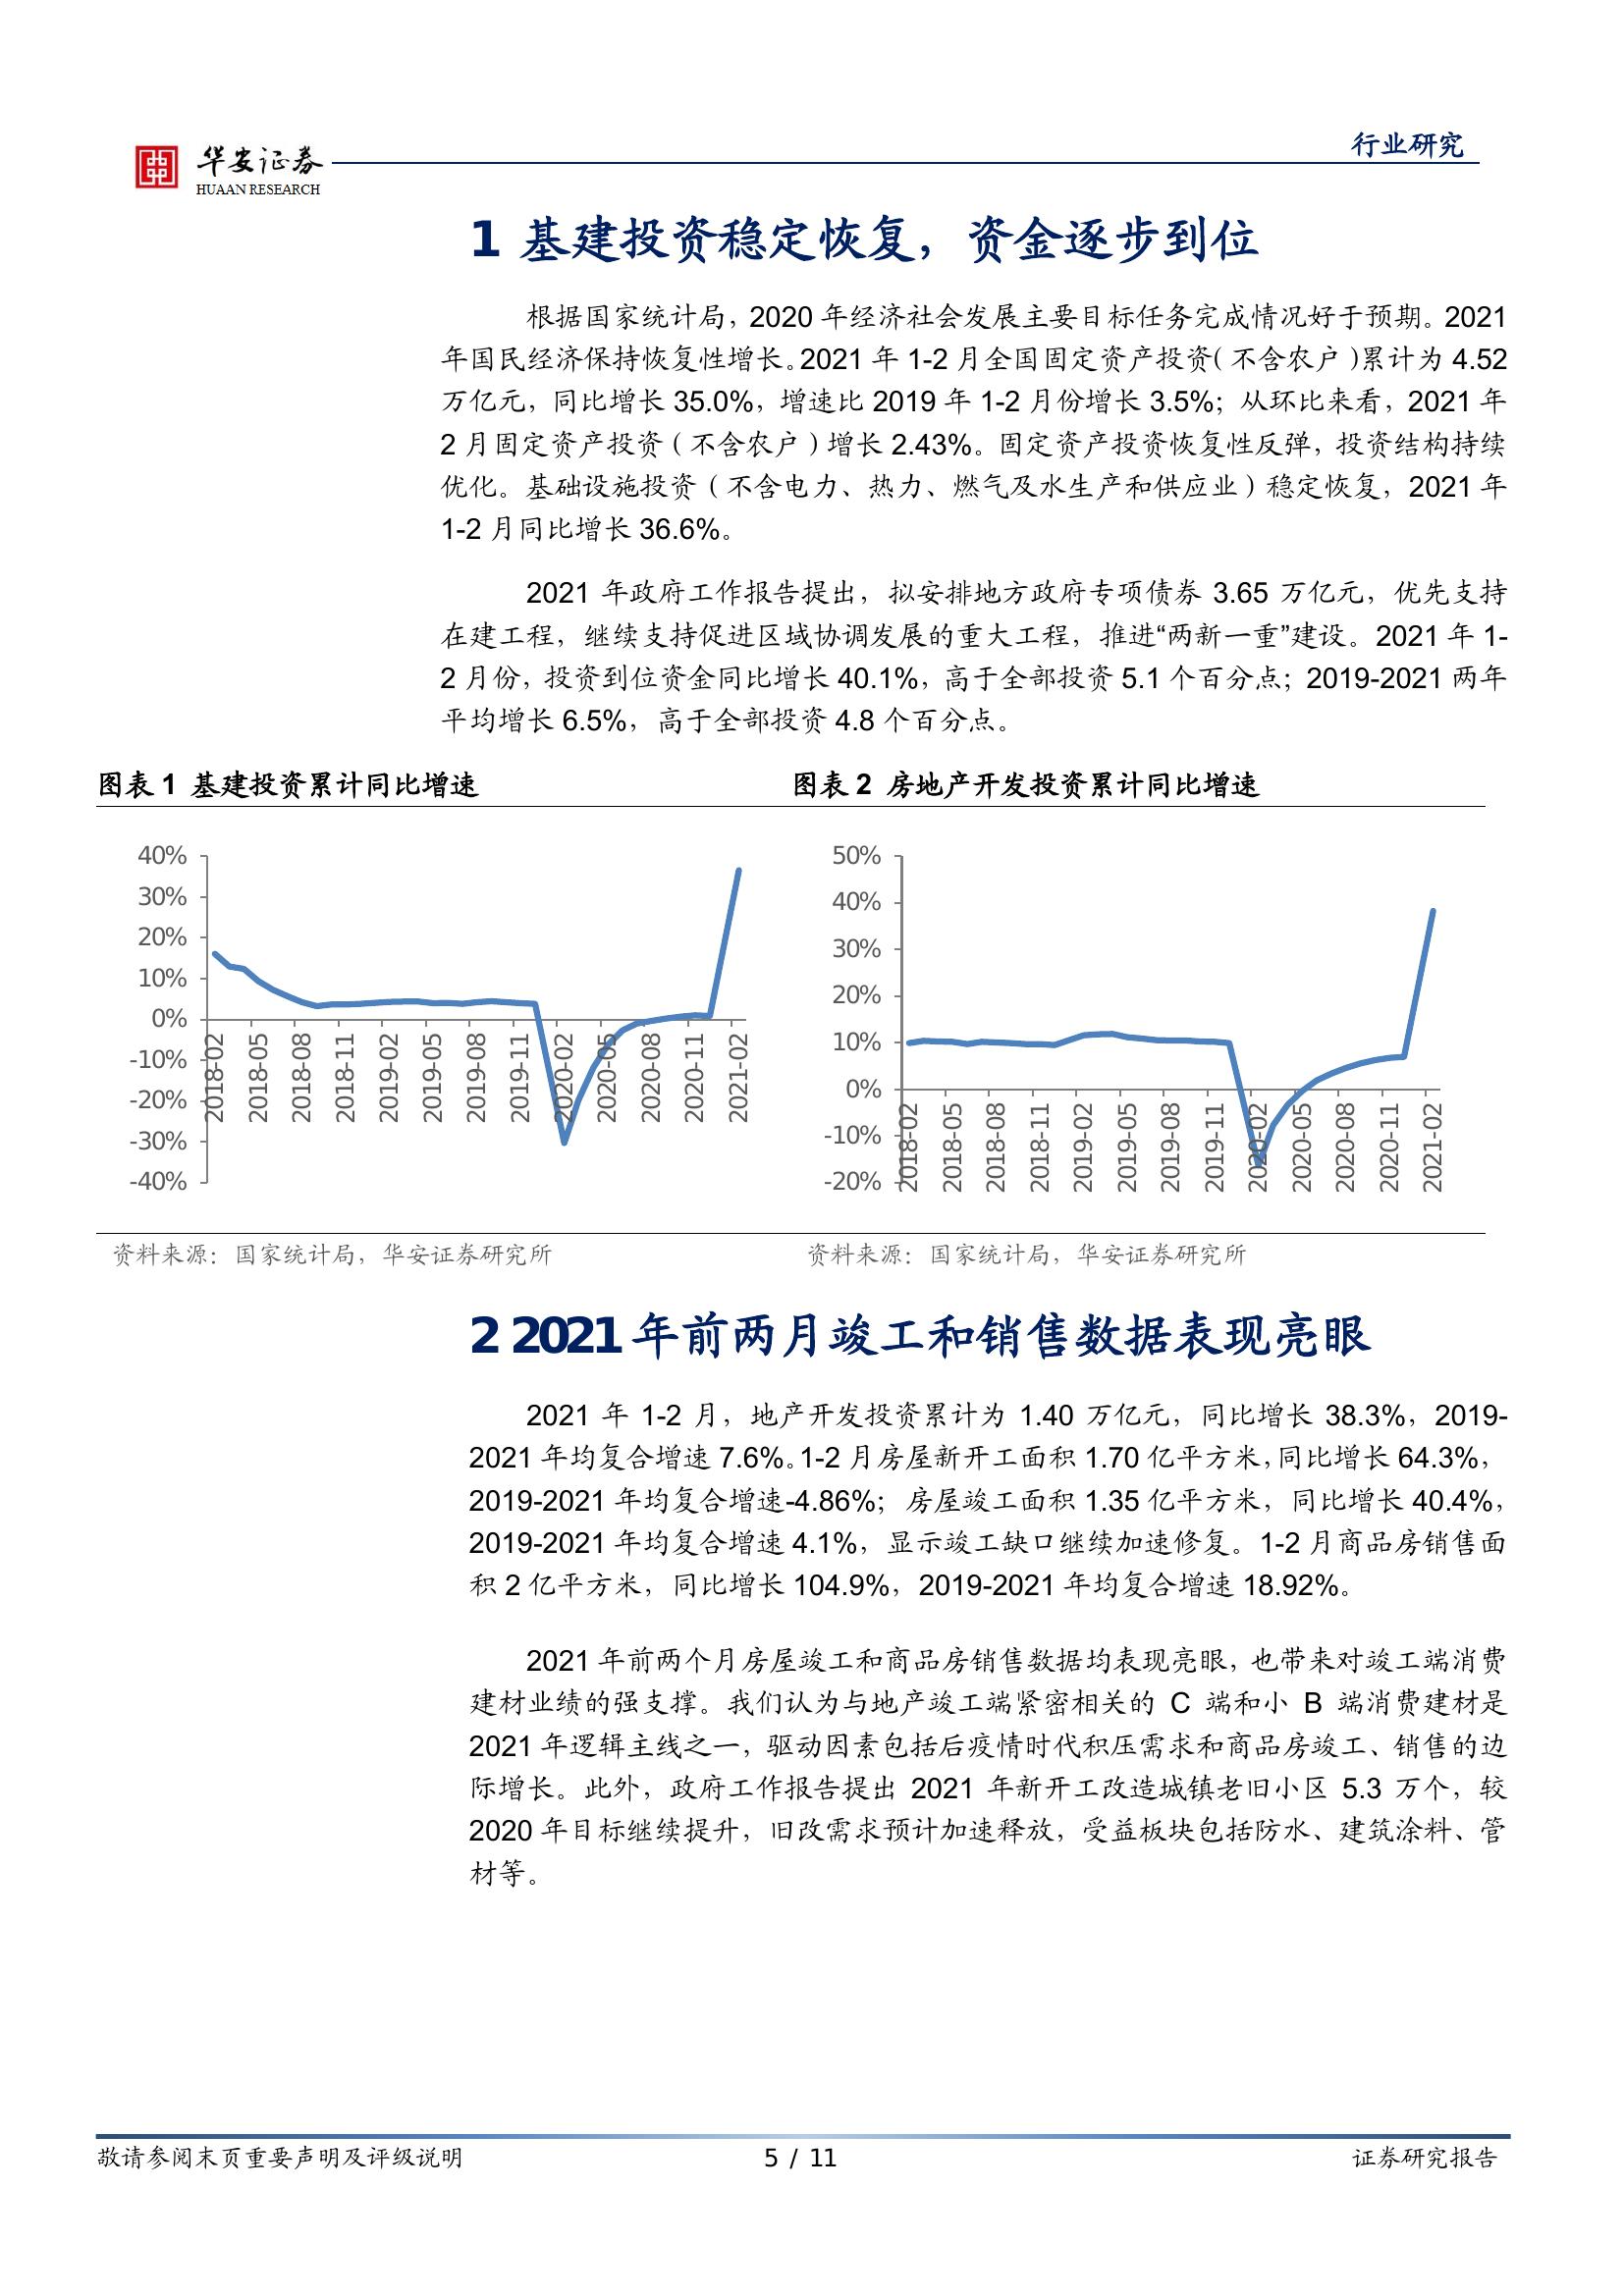 华安证券
HUAAN RESEARCH
行业研究
1 基建投资稳定恢复，资金逐步到位
根据国家统计局，2020 年经济社会发展主要目标任务完成情况好于预期。2021
年国民经济保持恢复性增长。2021 年 1-2 月全国固定资产投资（不含农户）累计为 4.52
万亿元，同比增长 35.0%，增速比 2019 年 1-2 月份增长 3.5%；从环比来看，2021 年
2 月固定资产投资（不含农户）增长 2.43%。固定资产投资恢复性反弹，投资结构持续
优化。基础设施投资（不含电力、热力、燃气及水生产和供应业）稳定恢复，2021 年
1-2 月同比增长 36.6%。
2021 年政府工作报告提出，拟安排地方政府专项债券 3.65 万亿元，优先支持
在建工程，继续支持促进区域协调发展的重大工程，推进“两新一重”建设。2021 年 1-
2 月份，投资到位资金同比增长 40.1%，高于全部投资 5.1 个百分点；2019-2021 两年
平均增长 6.5%，高于全部投资 4.8 个百分点。
图表 1 基建投资累计同比增速
40%
30%
20%
10%
0%
-10%
-20%
-30%
-40%
2018-02
2018-05
2018-08
2018-11
2019-02
2019-05
2019-08
2019-11
2020-02
2020-05
2020-08
2020-11
2021-02
资料来源：国家统计局，华安证券研究所
图表 2 房地产开发投资累计同比增速
50%
40%
30%
20%
10%
0%
-10%
-20%
2018-02
2018-05
2018-08
2018-11
2019-02
2019-05
2019-08
2019-11
2020-02
2020-05
2020-08
2020-11
2021-02
资料来源：国家统计局，华安证券研究所
2 2021 年前两月竣工和销售数据表现亮眼
2021 年 1-2 月，地产开发投资累计为 1.40 万亿元，同比增长 38.3%，2019-
2021 年均复合增速 7.6%。1-2 月房屋新开工面积 1.70 亿平方米，同比增长 64.3%，
2019-2021 年均复合增速-4.86%；房屋竣工面积 1.35 亿平方米，同比增长 40.4%，
2019-2021 年均复合增速 4.1%，显示竣工缺口继续加速修复。1-2 月商品房销售面
积 2 亿平方米，同比增长 104.9%，2019-2021 年均复合增速 18.92%。
2021 年前两个月房屋竣工和商品房销售数据均表现亮眼，也带来对竣工端消费
建材业绩的强支撑。我们认为与地产竣工端紧密相关的 C 端和小 B 端消费建材是
2021 年逻辑主线之一，驱动因素包括后疫情时代积压需求和商品房竣工、销售的边
际增长。此外，政府工作报告提出 2021 年新开工改造城镇老旧小区 5.3 万个，较
2020 年目标继续提升，旧改需求预计加速释放，受益板块包括防水、建筑涂料、管
材等。
敬请参阅末页重要声明及评级说明
5 / 11
证券研究报告